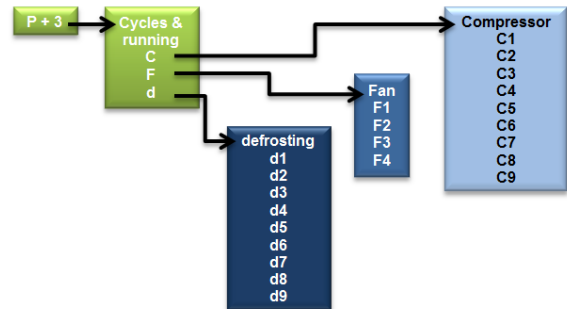 P + 3
Cycles &
running
C
F
d
Compressor
C1
C2
C3
C4
C5
C6
C7
C8
C9
Fan
F1
F2
F3
F4
defrosting
d1
d2
d3
d4
d5
d6
d7
d8
d9